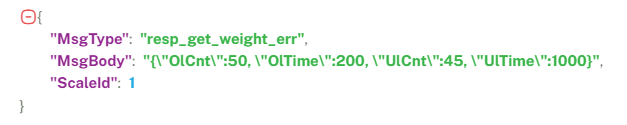 {
"MsgType": "resp_get_weight_err",
"MsgBody": "{\"OlCnt\":50, \"OlTime\":200, \"UlCnt\":45, \"UlTime\":1000}",
"ScaleId": 1
}